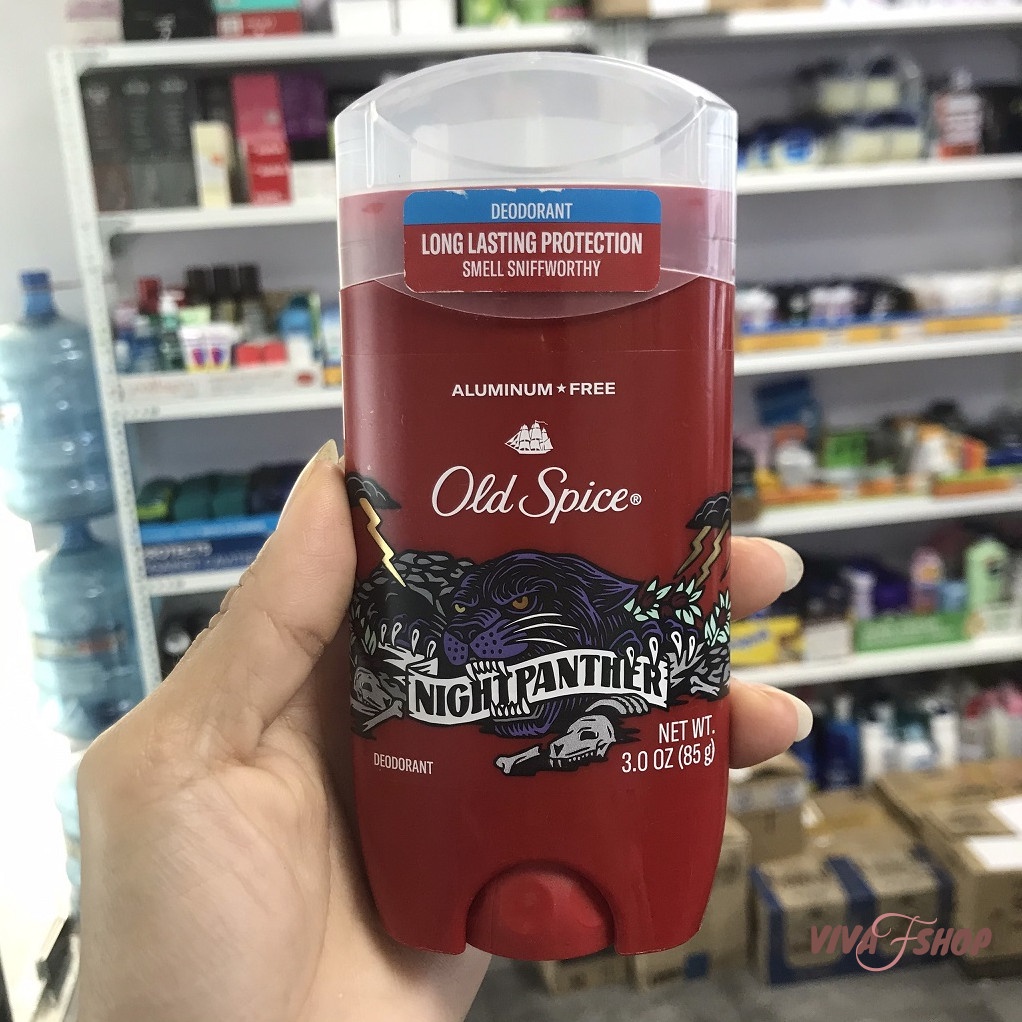 DEODORANT
LONG LASTING PROTECTION
SMELL SNIFFWORTHY
ALUMINUM★FREE
Old Spice®
NIGHTPANTHER
DEODORANT
NET WT.
3.0 OZ (85 g)
PROTECTS
VIVA FSHOP